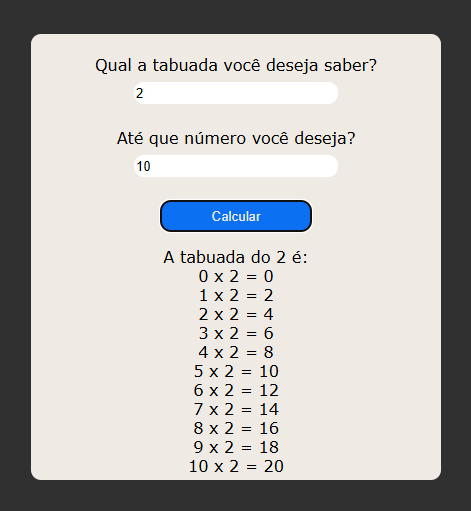 Qual a tabuada você deseja saber?
2
Até que número você deseja?
10
Calcular
A tabuada do 2 é:
0 x 2 = 0
1 x 2 = 2
2 x 2 = 4
3 x 2 = 6
4 x 2 = 8
5 x 2 = 10
6 x 2 = 12
7 x 2 = 14
8 x 2 = 16
9 x 2 = 18
10 x 2 = 20